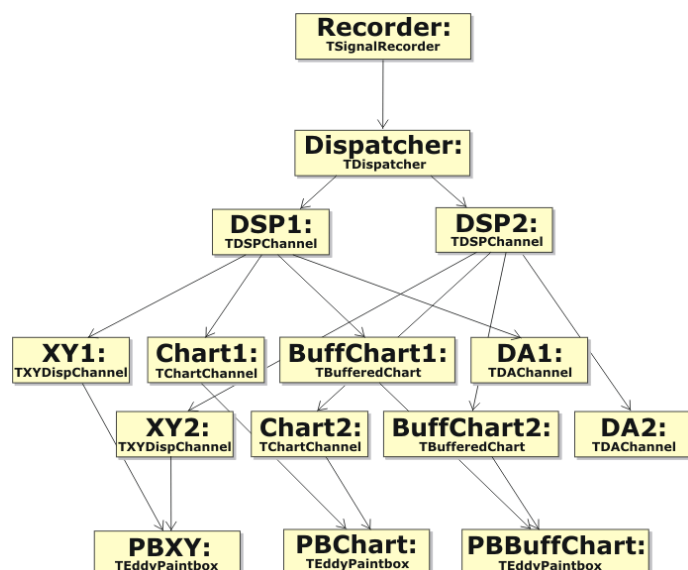 Recorder:
TSignalRecorder
Dispatcher:
TDispatcher
DSP1:
TDSPChannel
DSP2:
TDSPChannel
XY1:
TXYDispChannel
Chart1:
TChartChannel
BuffChart1:
TBufferedChart
DA1:
TDAChannel
XY2:
TXYDispChannel
Chart2:
TChartChannel
BuffChart2:
TBufferedChart
DA2:
TDAChannel
PBXY:
TEddyPaintbox
PBChart:
TEddyPaintbox
PBBuffChart:
TEddyPaintbox